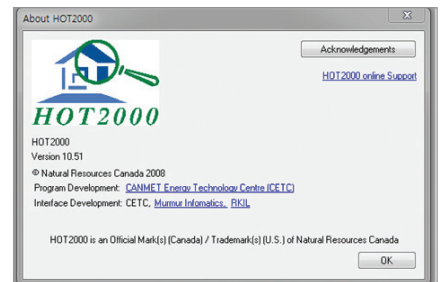 About HOT2000
Acknowledgements
HOT2000 online Support
HOT2000
HOT2000
Version 10.51
© Natural Resources Canada 2008
Program Development: CANMET Energy Technology Centre (CETC)
Interface Development: CETC, Murmur Infomatics, RKIL
HOT2000 is an Official Mark(s) (Canada) / Trademark(s) (U.S.) of Natural Resources Canada
OK